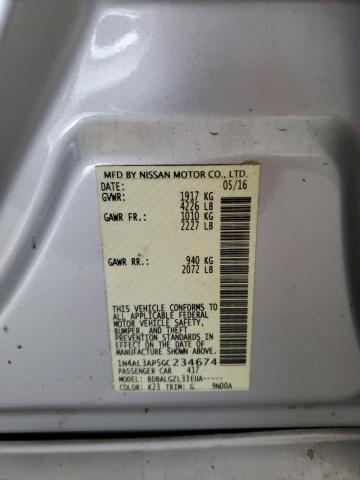 MFD BY NISSAN MOTOR CO., LTD.
DATE: 05/16
GVWR: 1917 KG
4226 LB
GAWR FR.: 1010 KG
2227 LB
GAWR RR.: 940 KG
2072 LB
THIS VEHICLE CONFORMS TO
ALL APPLICABLE FEDERAL
MOTOR VEHICLE SAFETY,
BUMPER, AND THEFT
PREVENTION STANDARDS IN
EFFECT ON THE DATE OF
MANUFACTURE SHOWN ABOVE.
1N4AL3AP5GC234674
PASSENGER CAR 417
MODEL: BDBALGZL33EUA-----
COLOR: K23 TRIM: G 9N00A